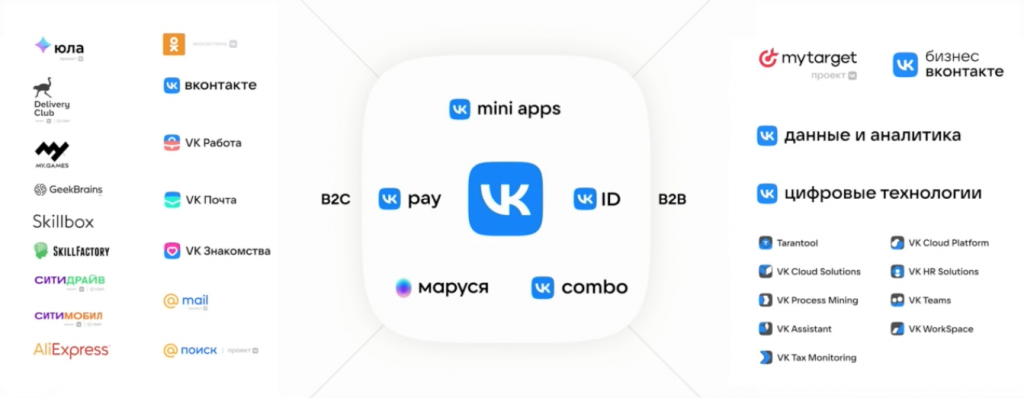 юла
проект
Delivery
Club
MY.GAMES
GeekBrains
Skillbox
SKILLFACTORY
СИТИДРАЙВ
СИТИМОБИЛ
AliExpress
вконтакте
VK Работа
VK Почта
VK Знакомства
@mail
@поиск | проект
B2C
mini apps
pay
VK
ID
маруся
combo
B2B
mytarget
проект
бизнес
вконтакте
данные и аналитика
цифровые технологии
Tarantool
VK Cloud Solutions
VK Process Mining
VK Assistant
VK Tax Monitoring
VK Cloud Platform
VK HR Solutions
VK Teams
VK WorkSpace